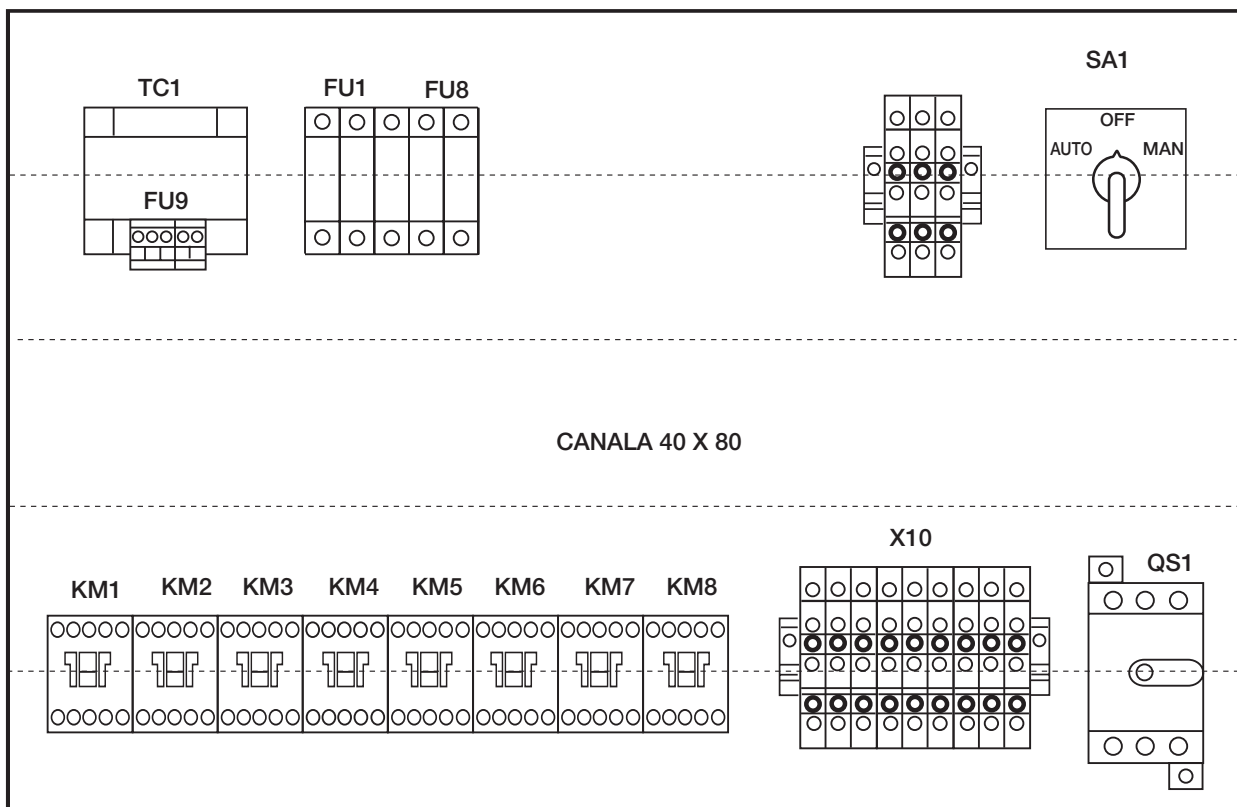 TC1
FU1
FU8
SA1
OFF
AUTO
MAN
FU9
CANALA 40 X 80
X10
QS1
KM1
KM2
KM3
KM4
KM5
KM6
KM7
KM8